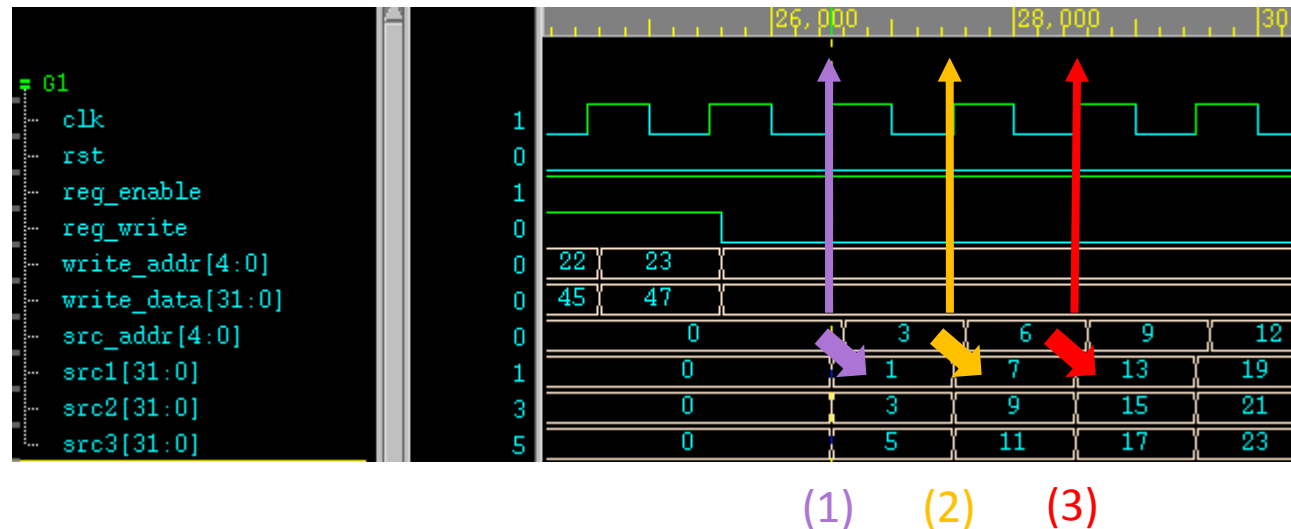 26,000 28,000 30
G1
clk 1
rst 0
reg_enable 1
reg_write 0
write_addr[4:0] 0 22 23
write_data[31:0] 0 45 47
src_addr[4:0] 0 0 3 6 9 12
src1[31:0] 1 0 1 7 13 19
src2[31:0] 3 0 3 9 15 21
src3[31:0] 5 0 5 11 17 23
(1) (2) (3)